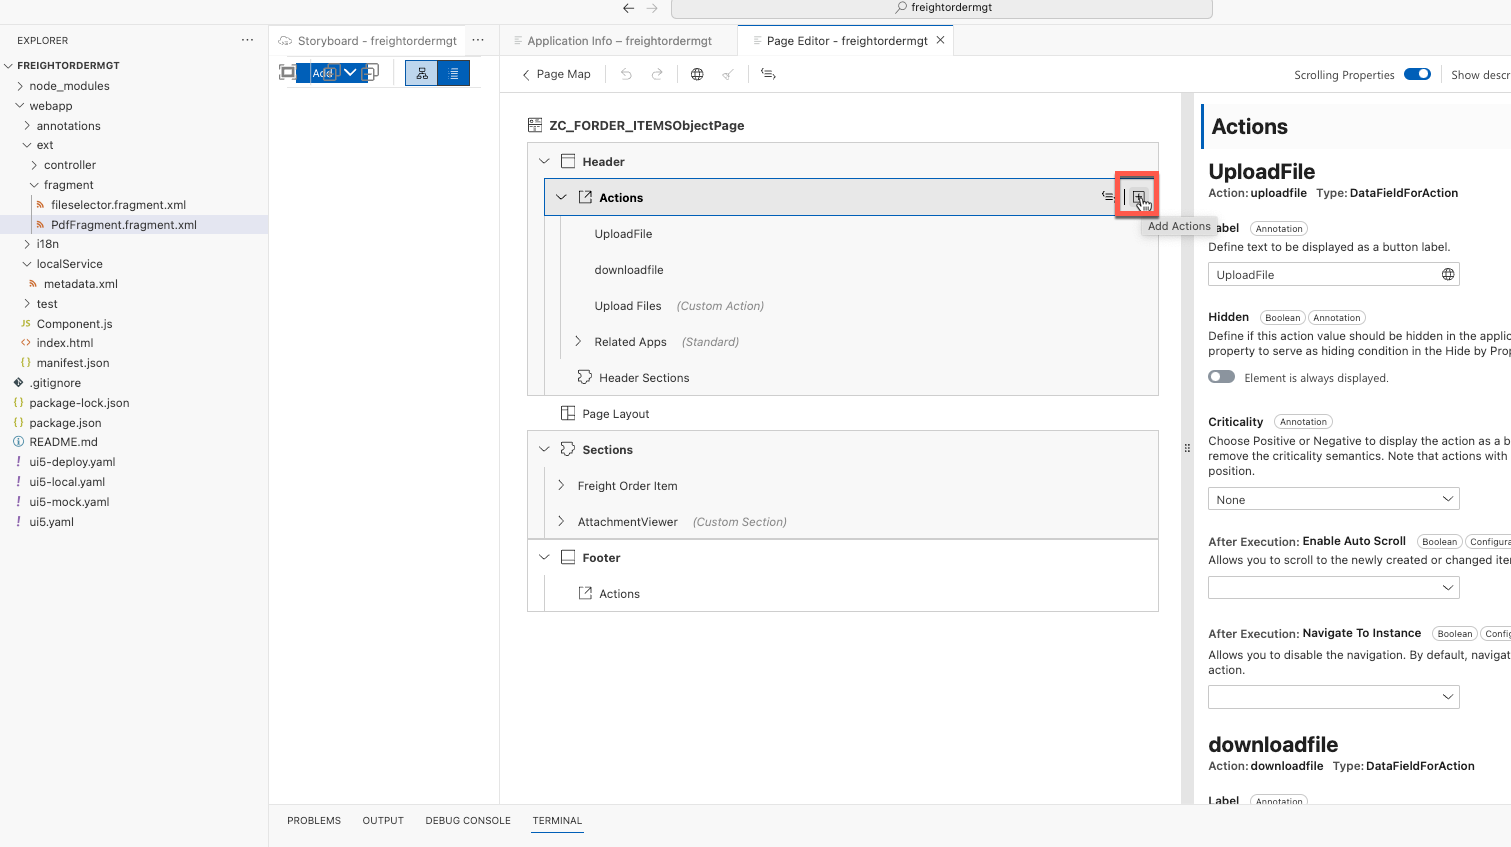 freightordermgt
EXPLORER
FREIGHTORDERMGT
node_modules
webapp
annotations
ext
controller
fragment
fileselector.fragment.xml
PdfFragment.fragment.xml
i18n
localService
metadata.xml
test
JS Component.js
<> index.html
{} manifest.json
.gitignore
{} package-lock.json
{} package.json
README.md
! ui5-deploy.yaml
! ui5-local.yaml
! ui5-mock.yaml
! ui5.yaml
Storyboard - freightordermgt
Application Info – freightordermgt
Page Editor - freightordermgt
Add
Page Map
Scrolling Properties
Show descr
ZC_FORDER_ITEMSObjectPage
Header
Actions
Add Actions
UploadFile
downloadfile
Upload Files (Custom Action)
Related Apps (Standard)
Header Sections
Page Layout
Sections
Freight Order Item
AttachmentViewer (Custom Section)
Footer
Actions
Actions
UploadFile
Action: uploadfile Type: DataFieldForAction
abel Annotation
Define text to be displayed as a button label.
UploadFile
Hidden Boolean Annotation
Define if this action value should be hidden in the applic
property to serve as hiding condition in the Hide by Prop
Element is always displayed.
Criticality Annotation
Choose Positive or Negative to display the action as a b
remove the criticality semantics. Note that actions with
position.
None
After Execution: Enable Auto Scroll Boolean Configura
Allows you to scroll to the newly created or changed ite
After Execution: Navigate To Instance Boolean Config
Allows you to disable the navigation. By default, navigat
action.
downloadfile
Action: downloadfile Type: DataFieldForAction
Label Annotation
PROBLEMS
OUTPUT
DEBUG CONSOLE
TERMINAL